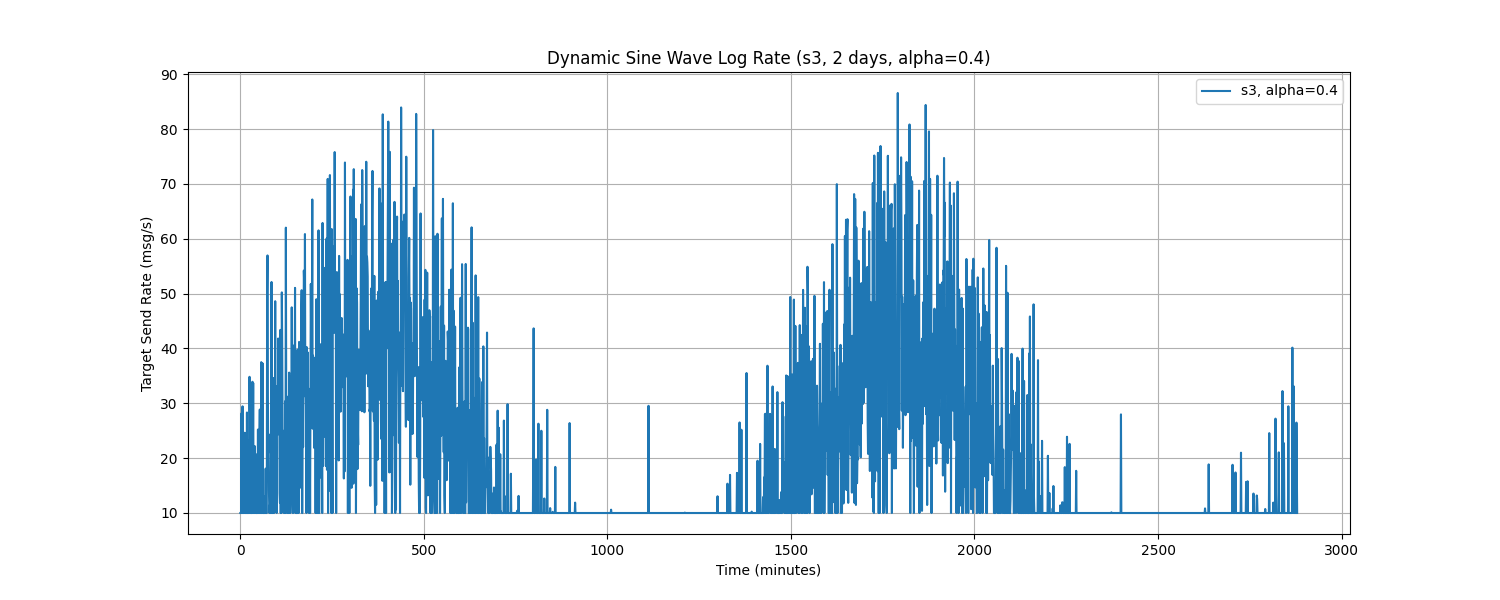 Dynamic Sine Wave Log Rate (s3, 2 days, alpha=0.4)
s3, alpha=0.4
Target Send Rate (msg/s)
90
80
70
60
50
40
30
20
10
0 500 1000 1500 2000 2500 3000
Time (minutes)